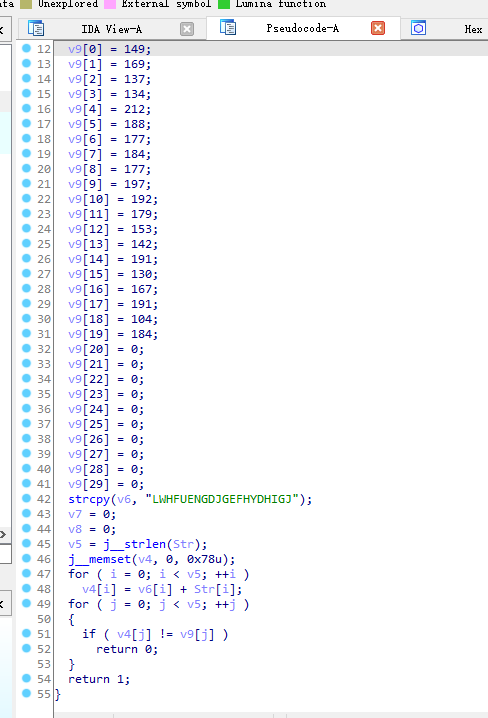 ata Unexplored External symbol Lumina function
IDA View-A Pseudocode-A Hex
12 v9[0] = 149;
13 v9[1] = 169;
14 v9[2] = 137;
15 v9[3] = 134;
16 v9[4] = 212;
17 v9[5] = 188;
18 v9[6] = 177;
19 v9[7] = 184;
20 v9[8] = 177;
21 v9[9] = 197;
22 v9[10] = 192;
23 v9[11] = 179;
24 v9[12] = 153;
25 v9[13] = 142;
26 v9[14] = 191;
27 v9[15] = 130;
28 v9[16] = 167;
29 v9[17] = 191;
30 v9[18] = 104;
31 v9[19] = 184;
32 v9[20] = 0;
33 v9[21] = 0;
34 v9[22] = 0;
35 v9[23] = 0;
36 v9[24] = 0;
37 v9[25] = 0;
38 v9[26] = 0;
39 v9[27] = 0;
40 v9[28] = 0;
41 v9[29] = 0;
42 strcpy(v6, "LWHFUENGDJGEFHYDHIGJ");
43 v7 = 0;
44 v8 = 0;
45 v5 = j__strlen(Str);
46 j__memset(v4, 0, 0x78u);
47 for ( i = 0; i < v5; ++i )
48 v4[i] = v6[i] + Str[i];
49 for ( j = 0; j < v5; ++j )
50 {
51 if ( v4[j] != v9[j] )
52 return 0;
53 }
54 return 1;
55 }